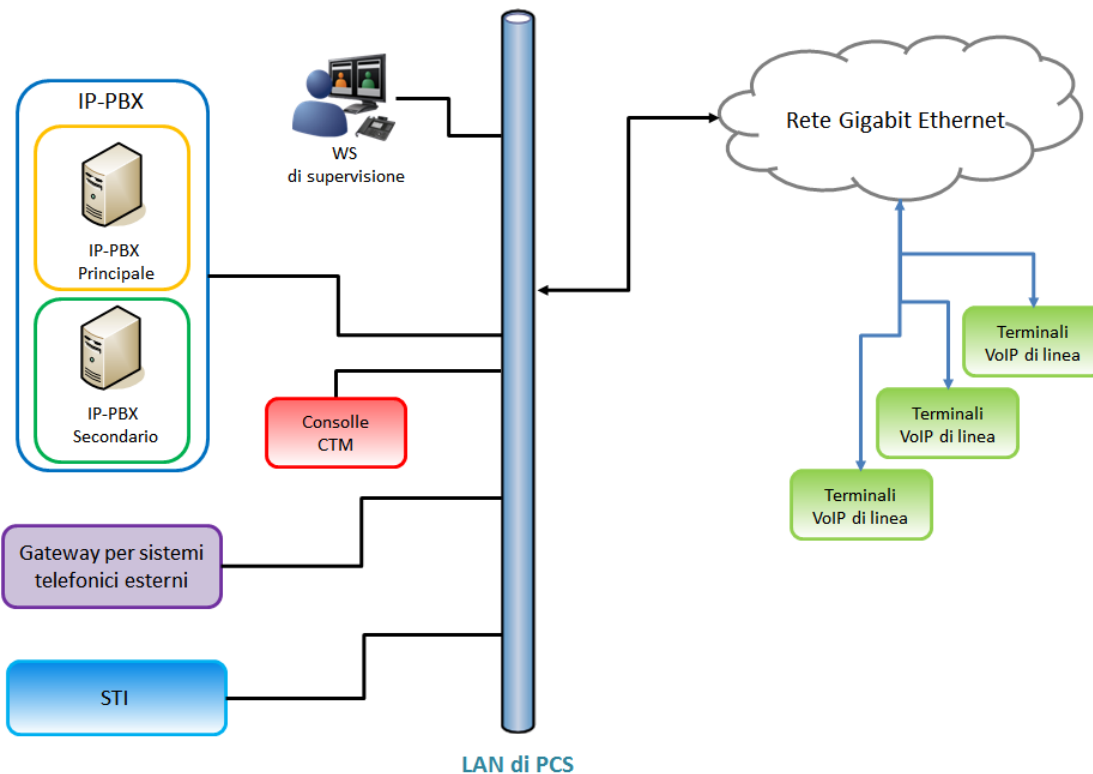 IP-PBX
IP-PBX
Principale
IP-PBX
Secondario
WS
di supervisione
Consolle
CTM
Gateway per sistemi
telefonici esterni
STI
LAN di PCS
Rete Gigabit Ethernet
Terminali
VoIP di linea
Terminali
VoIP di linea
Terminali
VoIP di linea